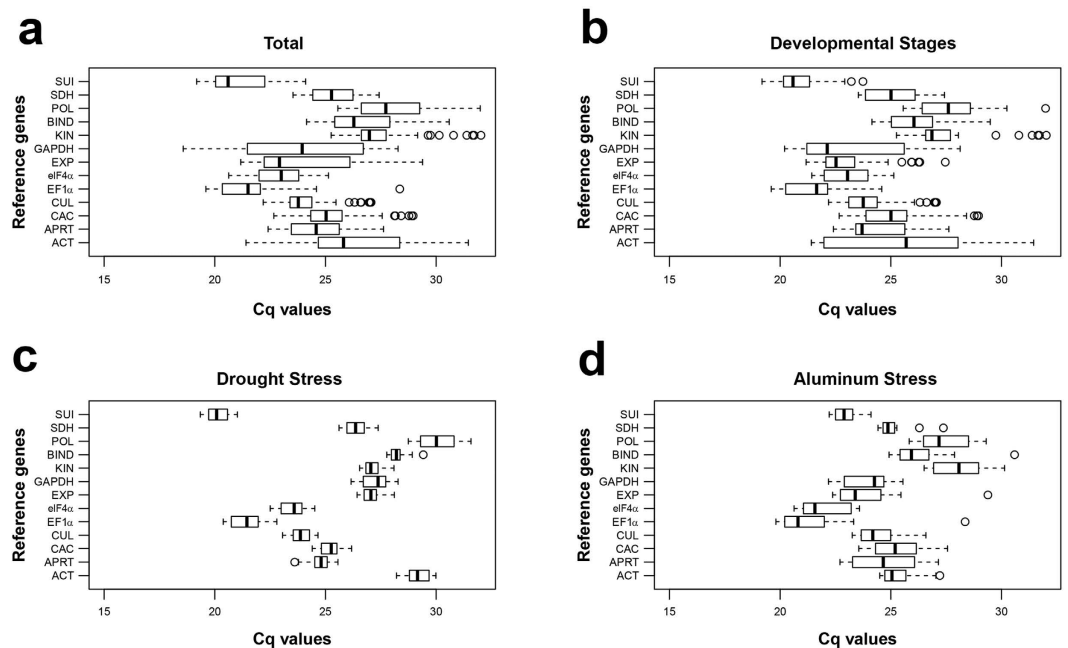 a
Total
Reference genes
SUI
SDH
POL
BIND
KIN
GAPDH
EXP
eIF4α
EF1α
CUL
CAC
APRT
ACT
15 20 25 30
Cq values
b
Developmental Stages
Reference genes
SUI
SDH
POL
BIND
KIN
GAPDH
EXP
eIF4α
EF1α
CUL
CAC
APRT
ACT
15 20 25 30
Cq values
c
Drought Stress
Reference genes
SUI
SDH
POL
BIND
KIN
GAPDH
EXP
eIF4α
EF1α
CUL
CAC
APRT
ACT
15 20 25 30
Cq values
d
Aluminum Stress
Reference genes
SUI
SDH
POL
BIND
KIN
GAPDH
EXP
eIF4α
EF1α
CUL
CAC
APRT
ACT
15 20 25 30
Cq values